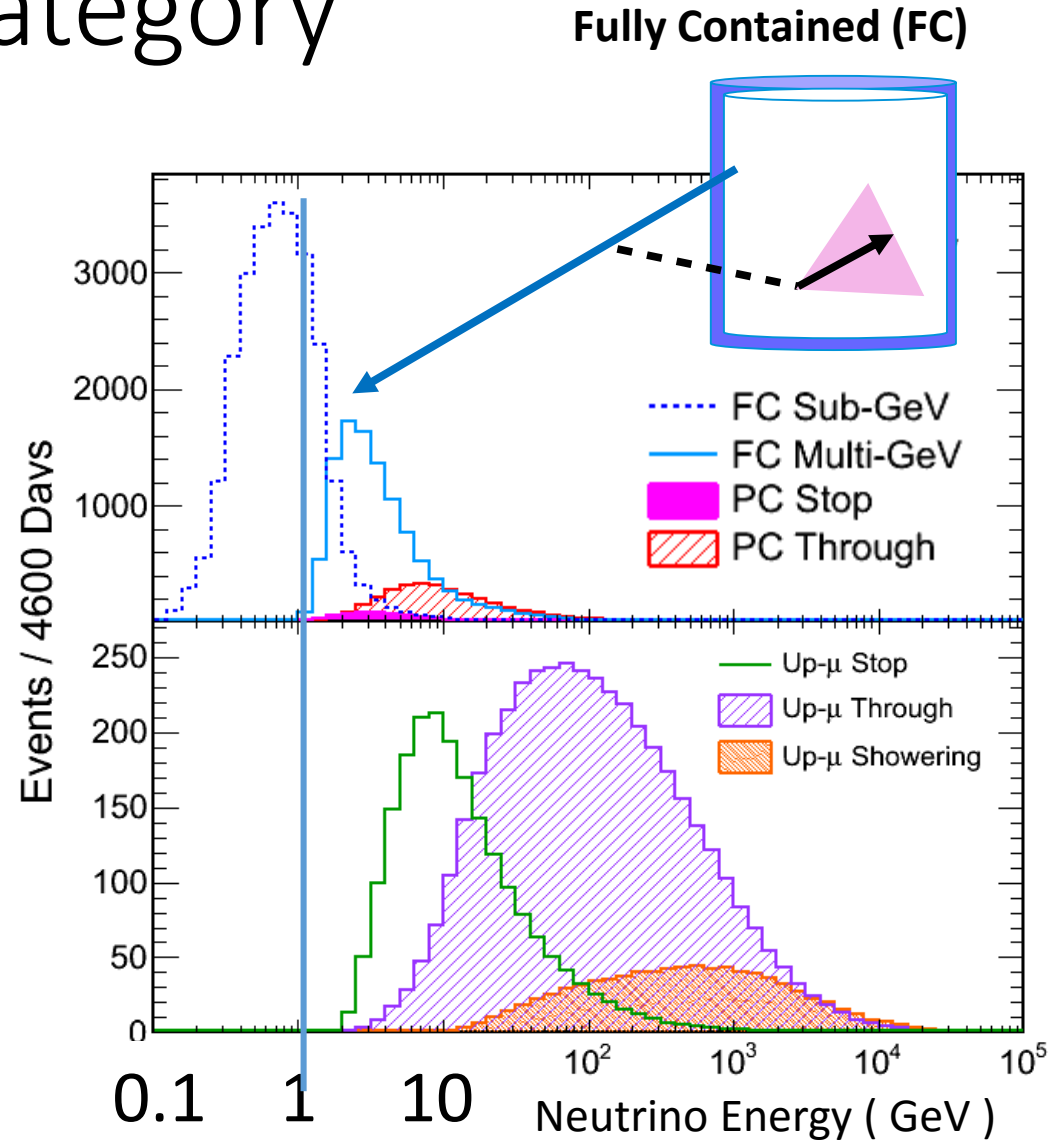 ategory
Fully Contained (FC)
3000
2000
1000
FC Sub-GeV
FC Multi-GeV
PC Stop
PC Through
Events / 4600 Days
250
200
150
100
50
0
Up-μ Stop
Up-μ Through
Up-μ Showering
0.1 1 10 10² 10³ 10⁴ 10⁵
Neutrino Energy ( GeV )